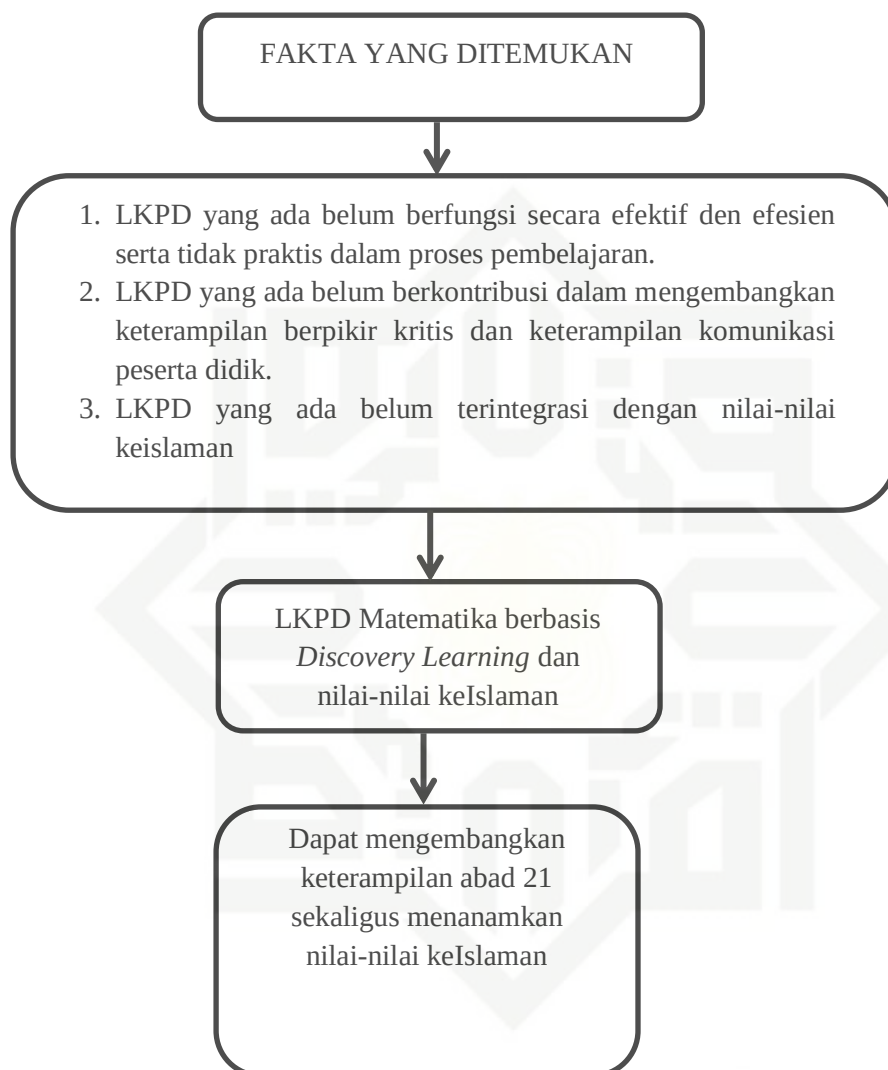 FAKTA YANG DITEMUKAN
1. LKPD yang ada belum berfungsi secara efektif den efesien
serta tidak praktis dalam proses pembelajaran.
2. LKPD yang ada belum berkontribusi dalam mengembangkan
keterampilan berpikir kritis dan keterampilan komunikasi
peserta didik.
3. LKPD yang ada belum terintegrasi dengan nilai-nilai
keislaman
LKPD Matematika berbasis
Discovery Learning dan
nilai-nilai keIslaman
Dapat mengembangkan
keterampilan abad 21
sekaligus menanamkan
nilai-nilai keIslaman